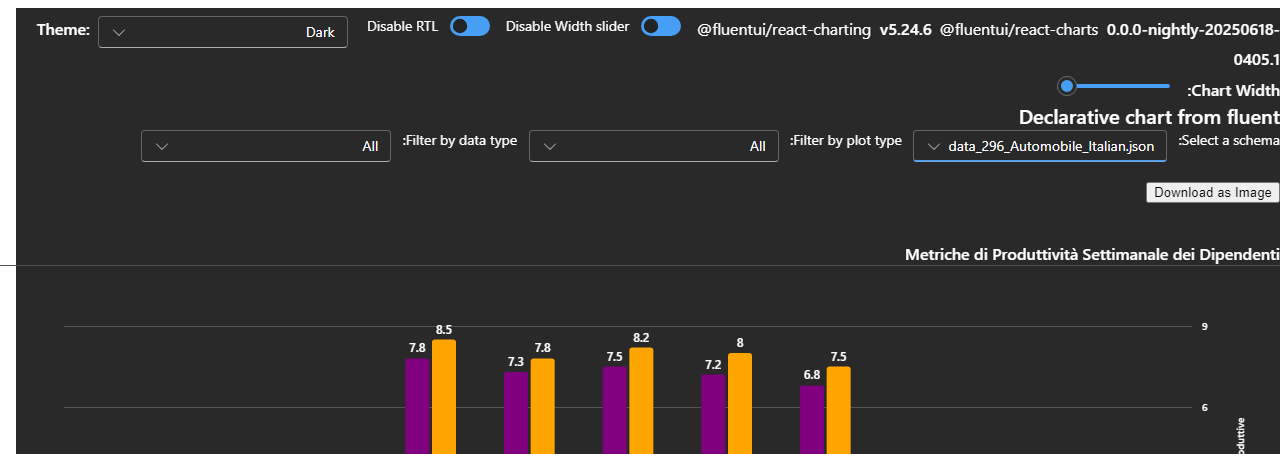 Theme: Dark Disable RTL Disable Width slider @fluentui/react-charting v5.24.6 @fluentui/react-charts 0.0.0-nightly-20250618-
0405.1
:Chart Width
Declarative chart from fluent
:Select a schema data_296_Automobile_Italian.json :Filter by plot type All :Filter by data type All
Download as Image
Metriche di Produttività Settimanale dei Dipendenti
9
8.5
7.8
7.8
7.3
8.2
7.5
8
7.2
7.5
6.8
6